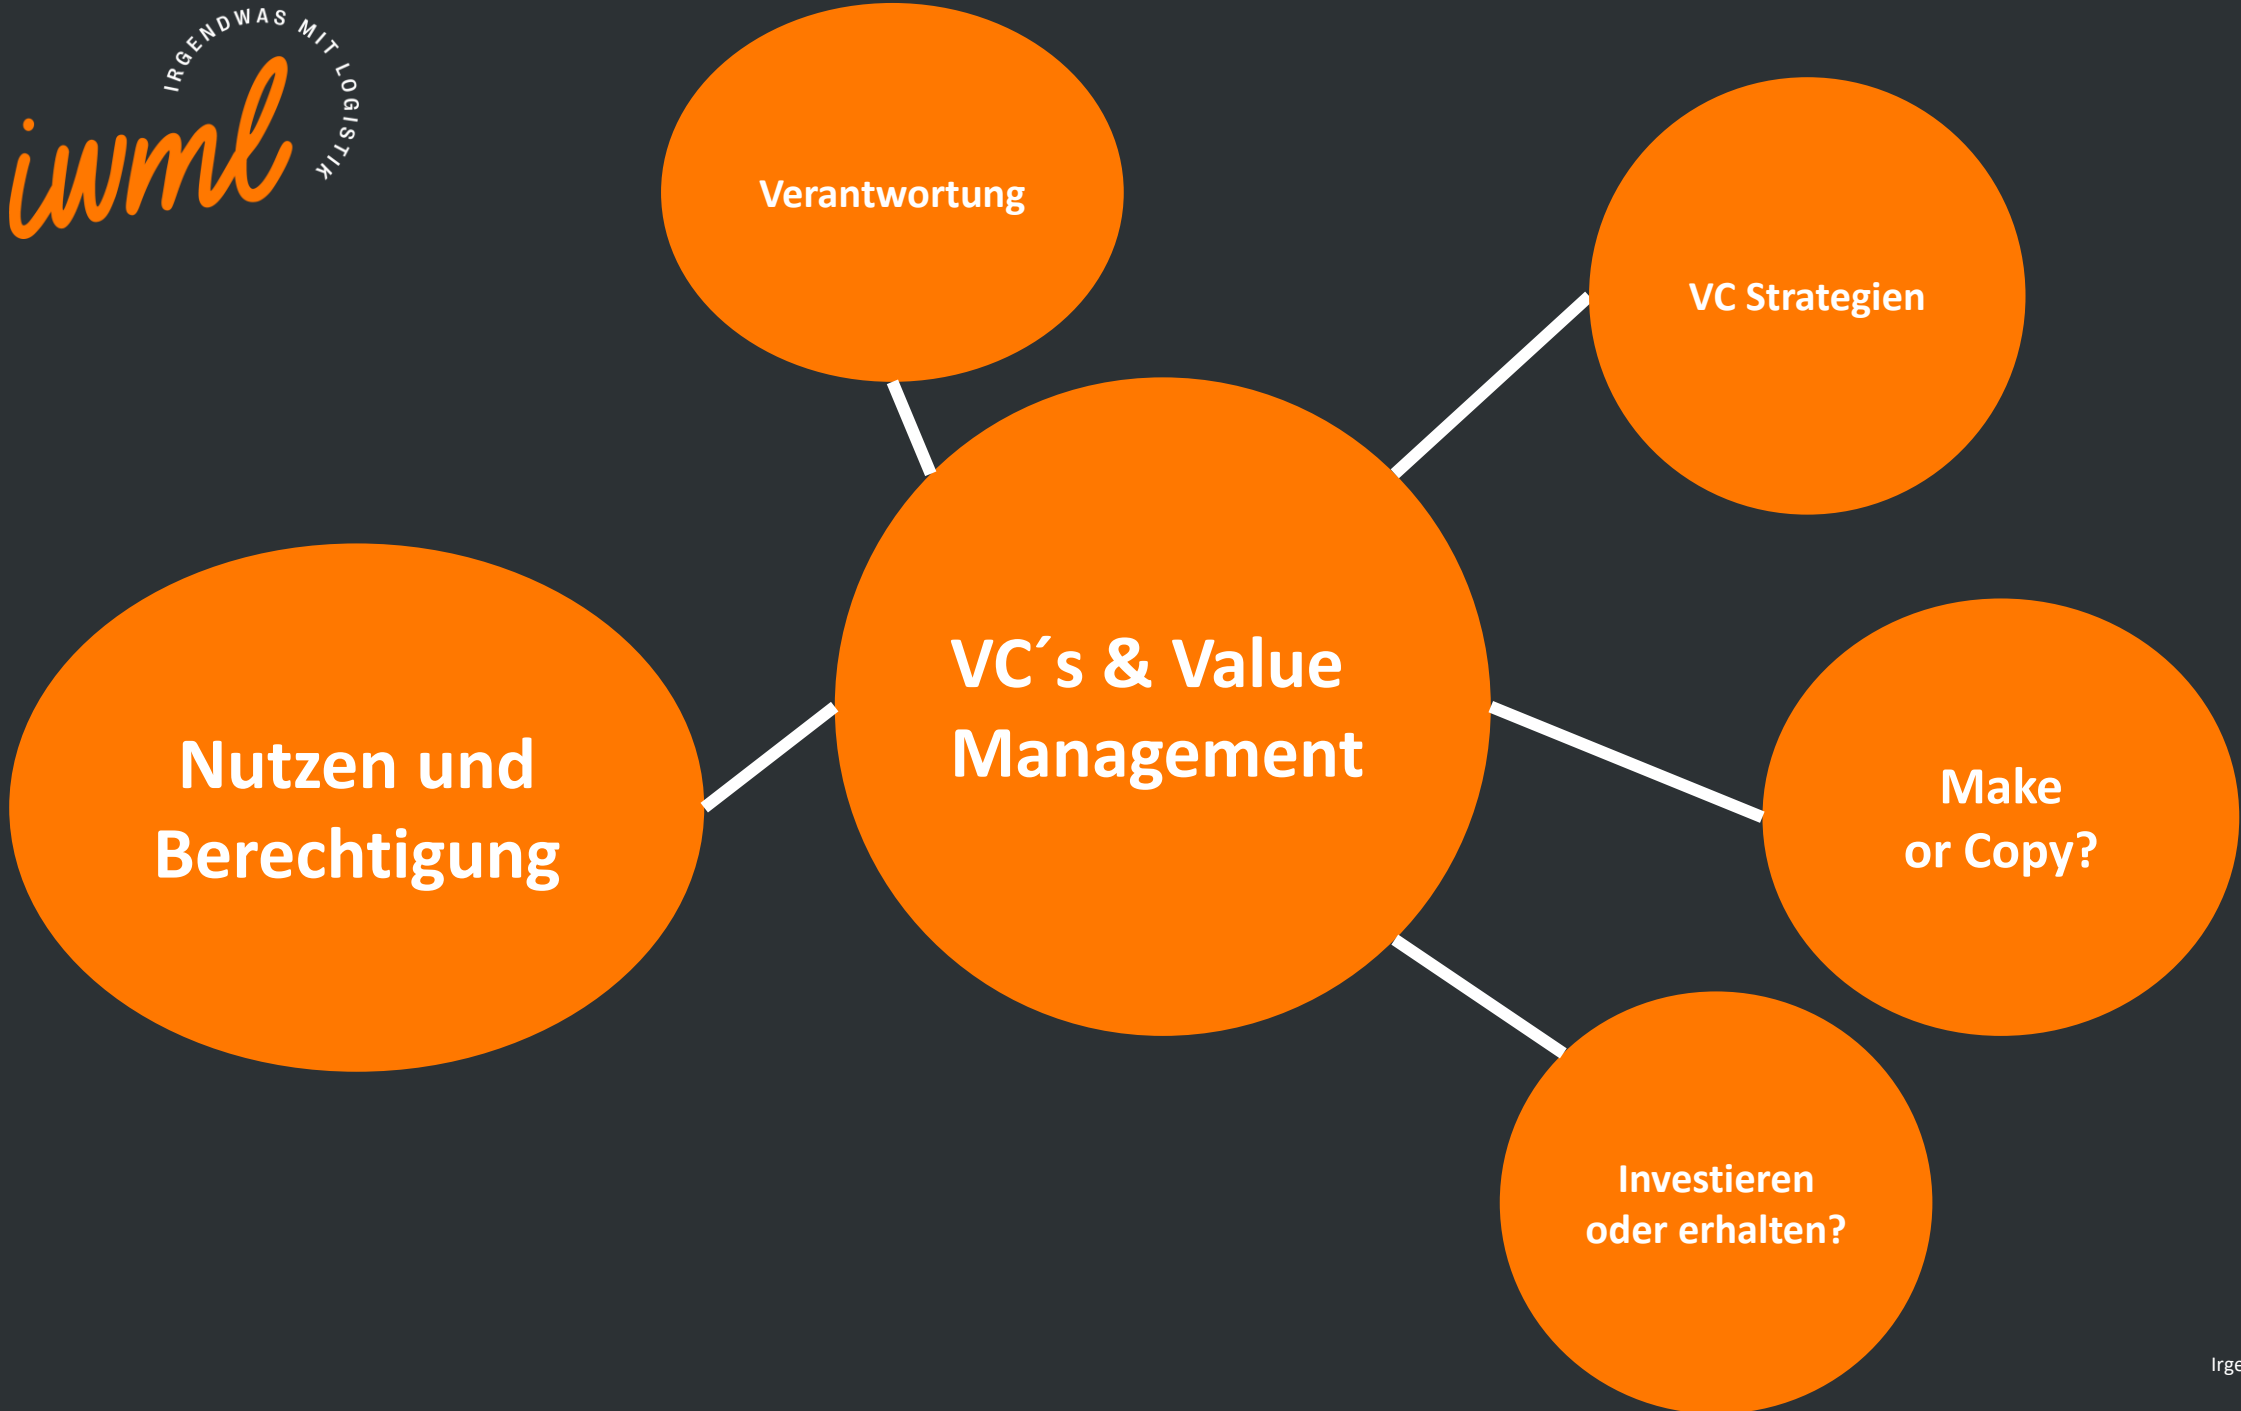 IRGENDWAS MIT LOGISTIK
iwml
Verantwortung
VC Strategien
VC´s & Value
Management
Nutzen und
Berechtigung
Make
or Copy?
Investieren
oder erhalten?
Irge